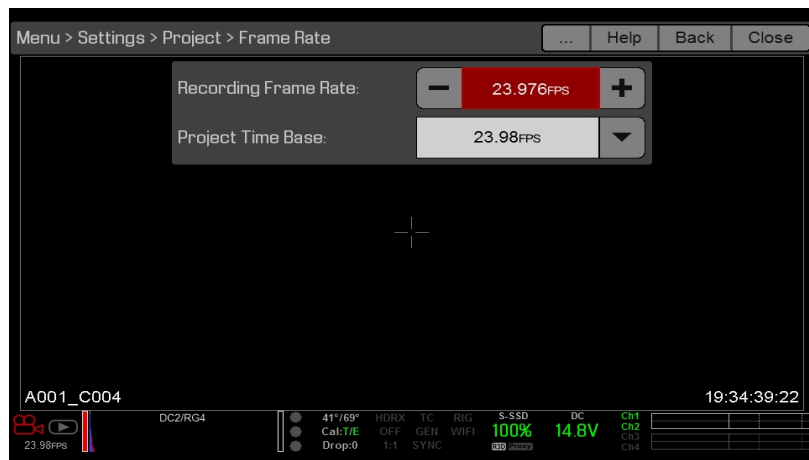 Menu > Settings > Project > Frame Rate ... Help Back Close
Recording Frame Rate: − 23.976FPS +
Project Time Base: 23.98FPS
A001_C004 19:34:39:22
DC2/RG4 41°/69° HDRX TC RIG S-SSD DC Ch1
Cal:T/E OFF GEN WIFI 100% 14.8V Ch2
23.98FPS Drop:0 1:1 SYNC R3D Proxy Ch3
Ch4